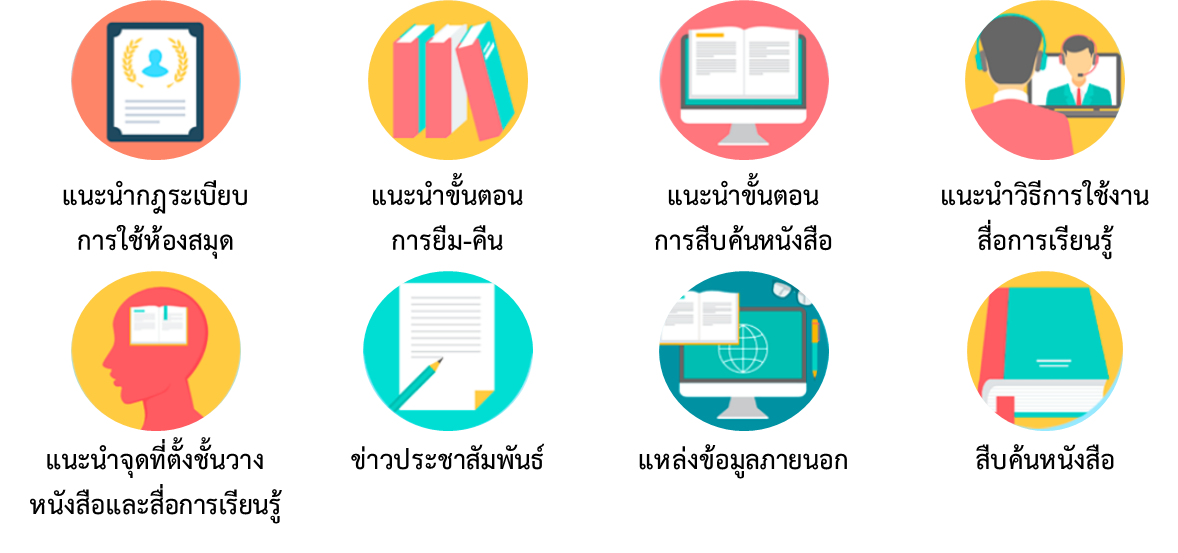 แนะนำกฎระเบียบ
การใช้ห้องสมุด
แนะนำขั้นตอน
การยืม-คืน
แนะนำขั้นตอน
การสืบค้นหนังสือ
แนะนำวิธีการใช้งาน
สื่อการเรียนรู้
แนะนำจุดที่ตั้งชั้นวาง
หนังสือและสื่อการเรียนรู้
ข่าวประชาสัมพันธ์
แหล่งข้อมูลภายนอก
สืบค้นหนังสือ